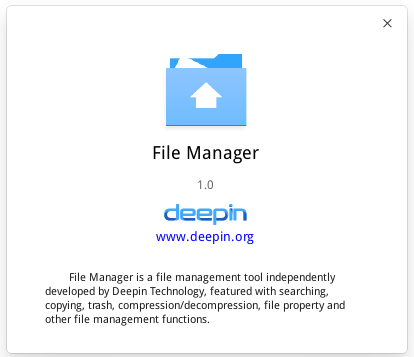 File Manager
1.0
deepin
www.deepin.org
File Manager is a file management tool independently
developed by Deepin Technology, featured with searching,
copying, trash, compression/decompression, file property and
other file management functions.